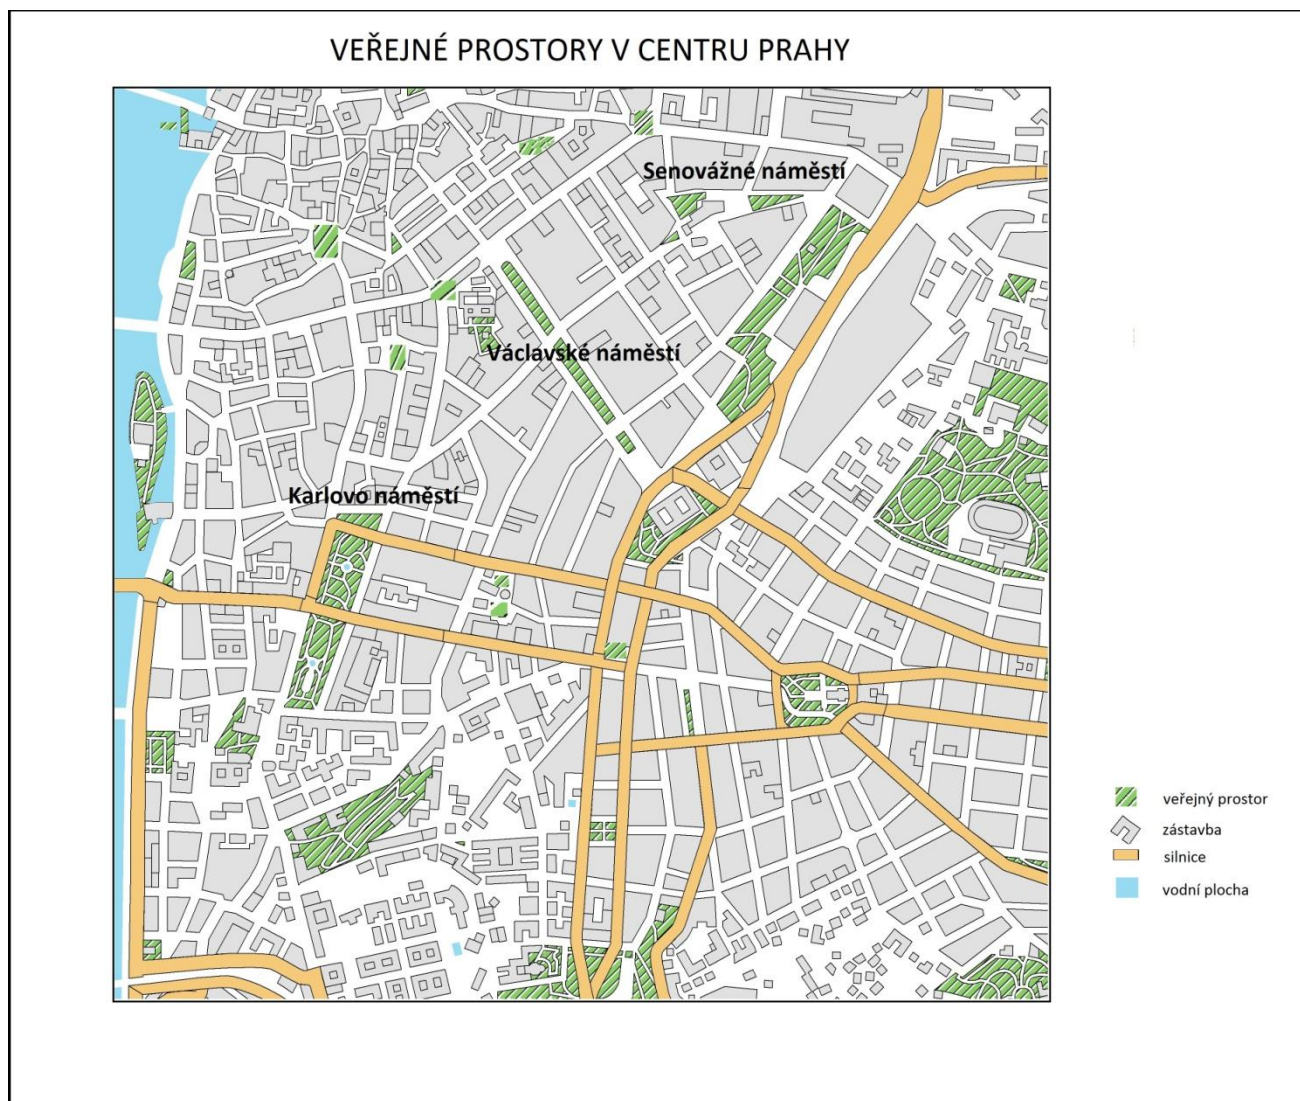 VEŘEJNÉ PROSTORY V CENTRU PRAHY
Senovážné náměstí
Václavské náměstí
Karlovo náměstí
veřejný prostor
zástavba
silnice
vodní plocha